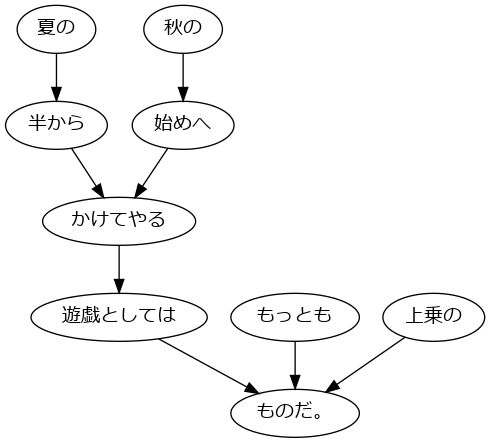 夏の
秋の
半から
始めへ
かけてやる
遊戯としては
もっとも
上乗の
ものだ。